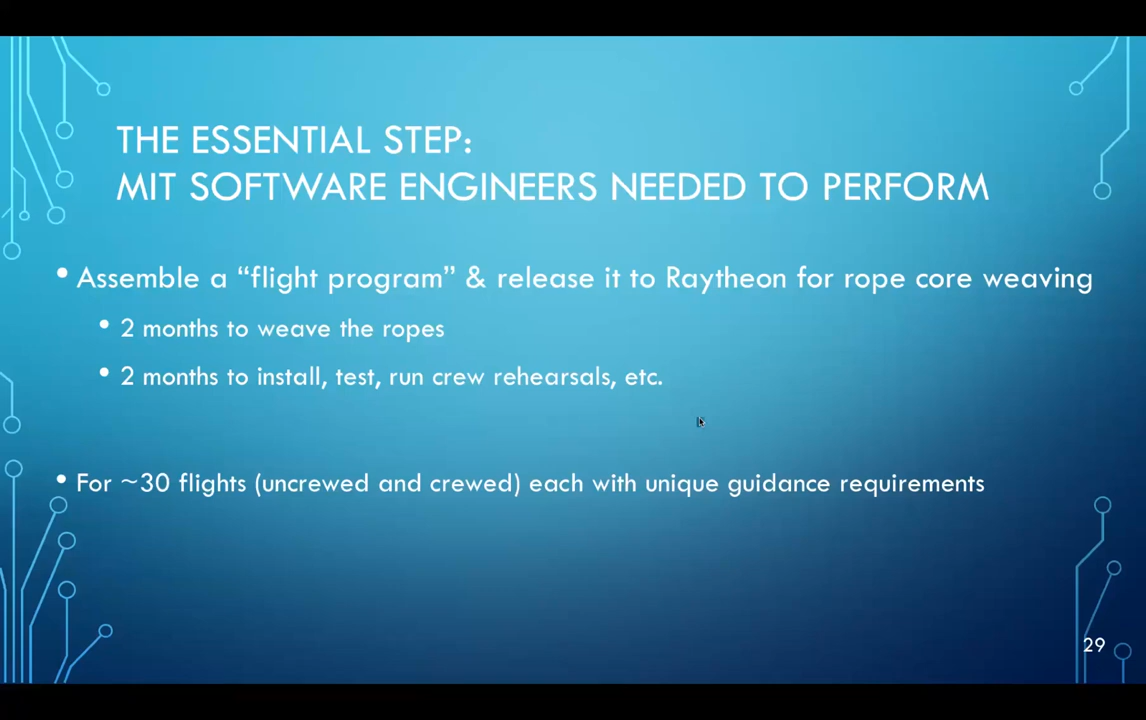 THE ESSENTIAL STEP:
MIT SOFTWARE ENGINEERS NEEDED TO PERFORM
• Assemble a “flight program” & release it to Raytheon for rope core weaving
• 2 months to weave the ropes
• 2 months to install, test, run crew rehearsals, etc.
• For ~30 flights (uncrewed and crewed) each with unique guidance requirements
29